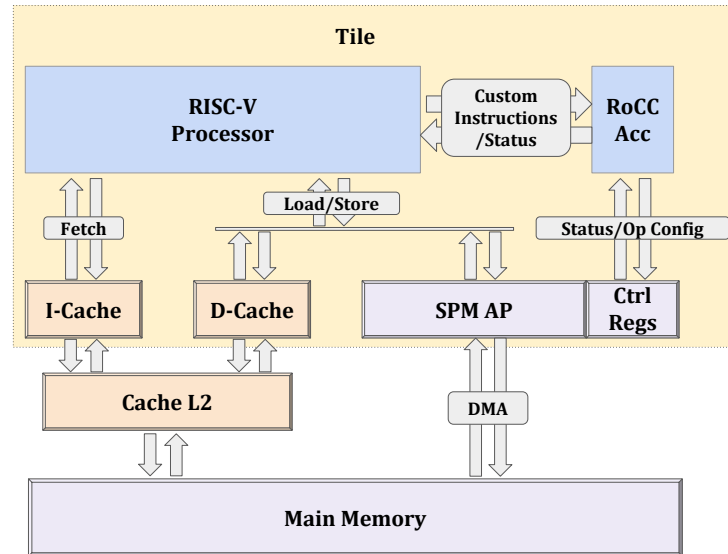 Tile
RISC-V
Processor
Custom
Instructions
/Status
RoCC
Acc
Load/Store
Fetch
Status/Op Config
I-Cache
D-Cache
SPM AP
Ctrl
Regs
Cache L2
DMA
Main Memory